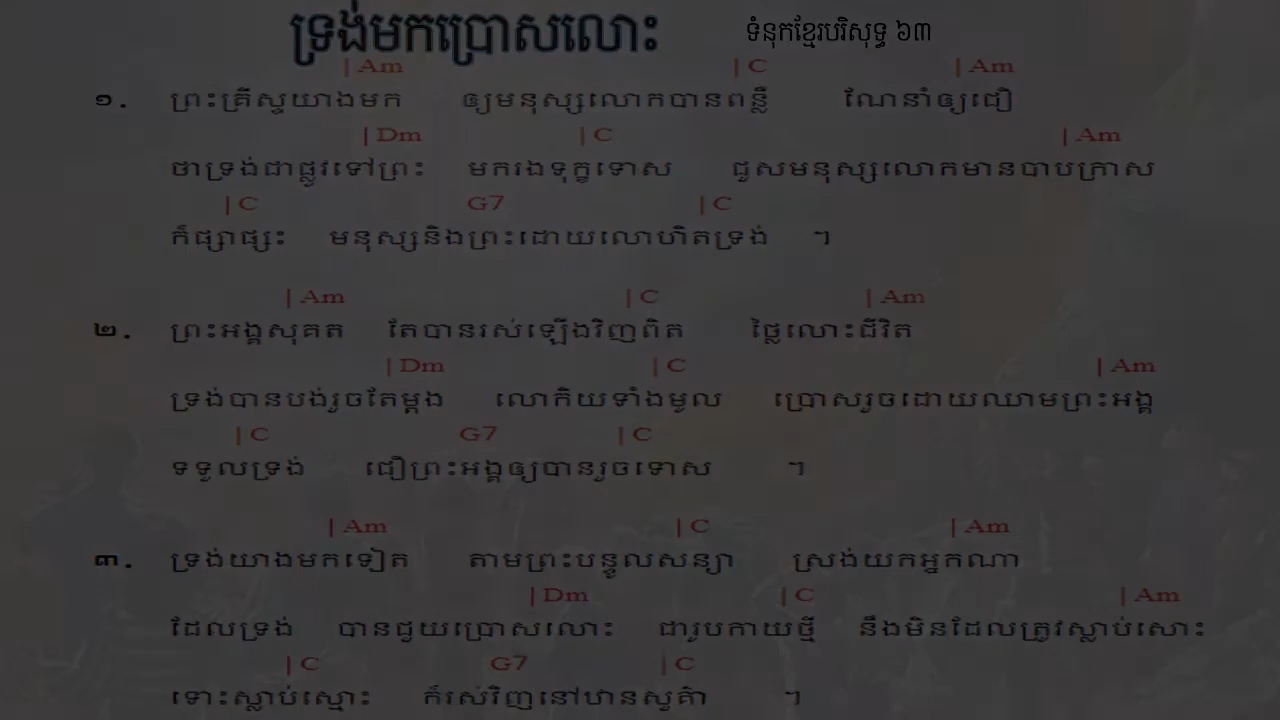 ទ្រង់មកប្រោសលោះ ទំនុកខ្មែរបរិសុទ្ធ ៦៣
| Am | C | Am
១. ព្រះគ្រីស្ទយាងមក ឲ្យមនុស្សលោកបានពន្លឺ ណែនាំឲ្យជឿ
| Dm | C | Am
ថាទ្រង់ជាផ្លូវទៅព្រះ មករងទុក្ខទោស ជួសមនុស្សលោកមានបាបក្រាស
| C G7 | C
ក៏ផ្សាផ្សះ មនុស្សនិងព្រះដោយលោហិតទ្រង់ ។
| Am | C | Am
២. ព្រះអង្គសុគត តែបានរស់ឡើងវិញពិត ថ្លៃលោះជីវិត
| Dm | C | Am
ទ្រង់បានបង់រួចតែម្ដង លោកិយទាំងមូល ប្រោសរួចដោយឈាមព្រះអង្គ
| C G7 | C
ទទួលទ្រង់ ជឿព្រះអង្គឲ្យបានរួចទោស ។
| Am | C | Am
៣. ទ្រង់យាងមកទៀត តាមព្រះបន្ទូលសន្យា ស្រង់យកអ្នកណា
| Dm | C | Am
ដែលទ្រង់ បានជួយប្រោសលោះ ជារូបកាយថ្មី នឹងមិនដែលត្រូវស្លាប់សោះ
| C G7 | C
ទោះស្លាប់ស្មោះ ក៏រស់វិញនៅឋានសួគ៌ា ។